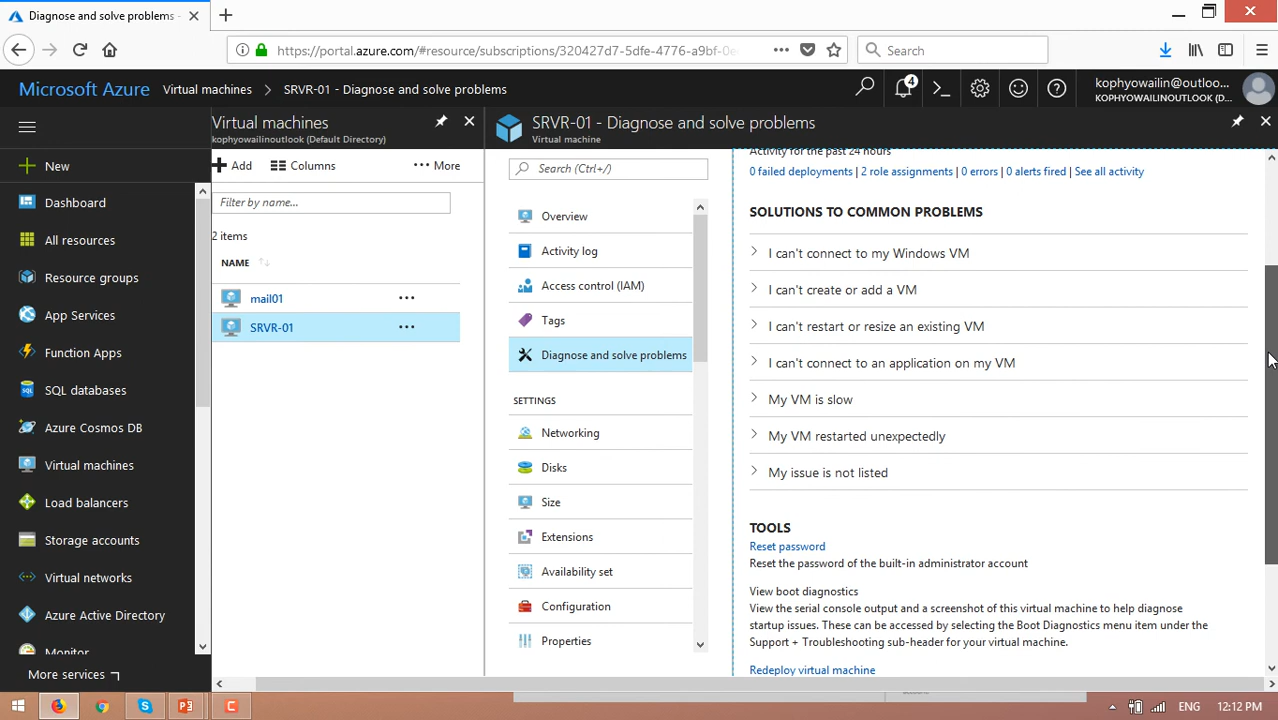 Diagnose and solve problems -
https://portal.azure.com/#resource/subscriptions/320427d7-5dfe-4776-a9bf-0e
Search
Microsoft Azure
Virtual machines > SRVR-01 - Diagnose and solve problems
4
kophyowailin@outloo...
KOPHYOWAILINOUTLOOK (D...
New
Dashboard
All resources
Resource groups
App Services
Function Apps
SQL databases
Azure Cosmos DB
Virtual machines
Load balancers
Storage accounts
Virtual networks
Azure Active Directory
Monitor
More services
Virtual machines
kophyowailinoutlook (Default Directory)
Add
Columns
More
Filter by name...
2 items
NAME
mail01
SRVR-01
SRVR-01 - Diagnose and solve problems
Virtual machine
Search (Ctrl+/)
Overview
Activity log
Access control (IAM)
Tags
Diagnose and solve problems
SETTINGS
Networking
Disks
Size
Extensions
Availability set
Configuration
Properties
Activity for the past 24 hours
0 failed deployments | 2 role assignments | 0 errors | 0 alerts fired | See all activity
SOLUTIONS TO COMMON PROBLEMS
I can't connect to my Windows VM
I can't create or add a VM
I can't restart or resize an existing VM
I can't connect to an application on my VM
My VM is slow
My VM restarted unexpectedly
My issue is not listed
TOOLS
Reset password
Reset the password of the built-in administrator account
View boot diagnostics
View the serial console output and a screenshot of this virtual machine to help diagnose
startup issues. These can be accessed by selecting the Boot Diagnostics menu item under the
Support + Troubleshooting sub-header for your virtual machine.
Redeploy virtual machine
ENG
12:12 PM